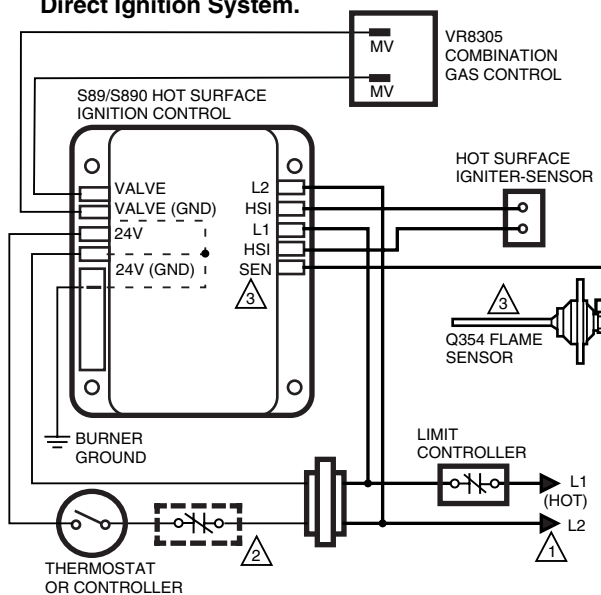 Direct Ignition System.
MV
MV
VR8305
COMBINATION
GAS CONTROL
S89/S890 HOT SURFACE
IGNITION CONTROL
HOT SURFACE
IGNITER-SENSOR
VALVE
VALVE (GND)
24V
24V (GND)
L2
HSI
L1
HSI
SEN
3
3
Q354 FLAME
SENSOR
BURNER
GROUND
LIMIT
CONTROLLER
L1
(HOT)
L2
1
2
THERMOSTAT
OR CONTROLLER